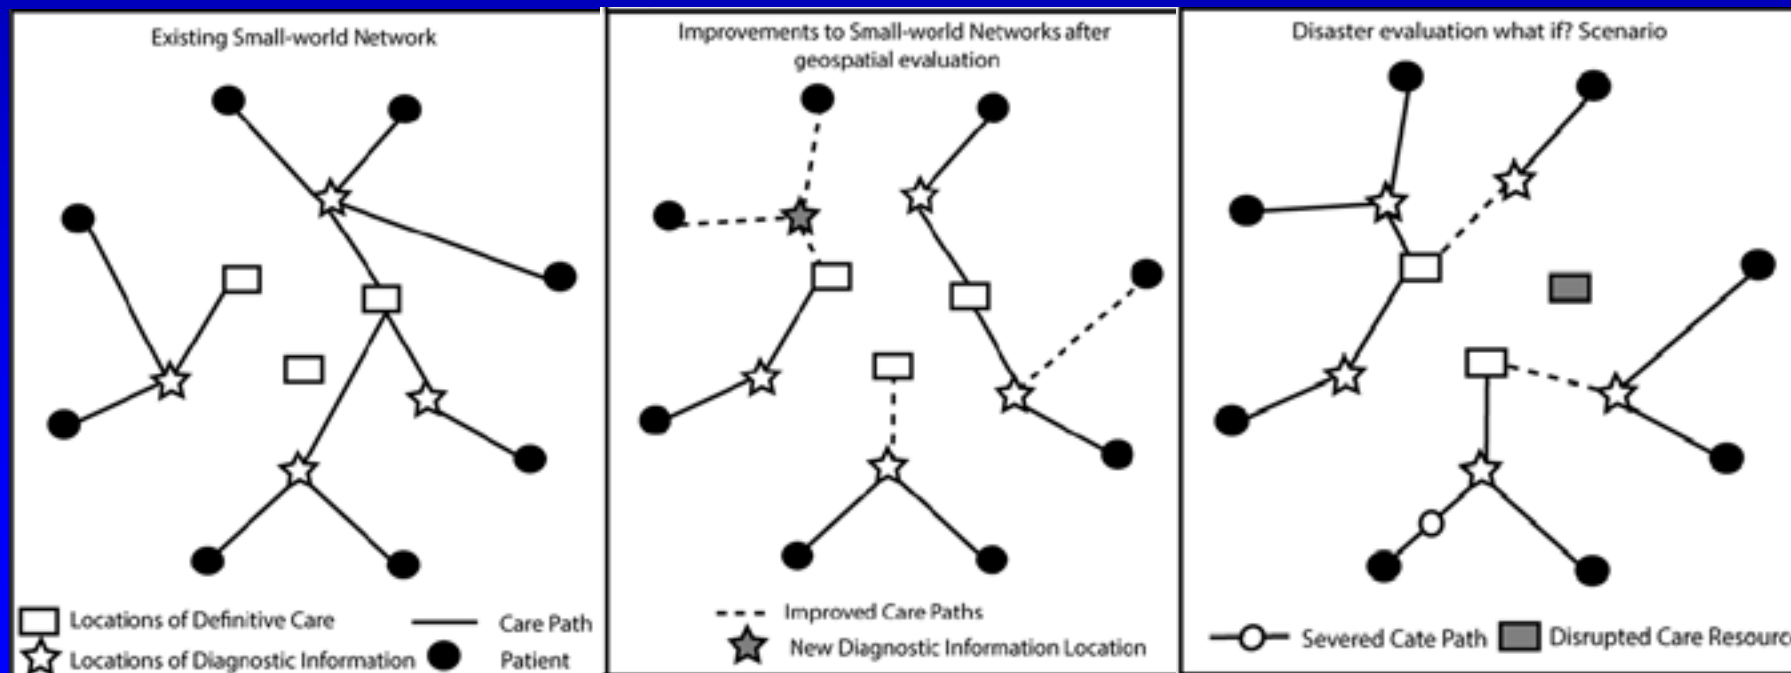 Existing Small-world Network
Locations of Definitive Care
Care Path
Locations of Diagnostic Information
Patient
Improvements to Small-world Networks after
geospatial evaluation
Improved Care Paths
New Diagnostic Information Location
Disaster evaluation what if? Scenario
Severed Cate Path
Disrupted Care Resource